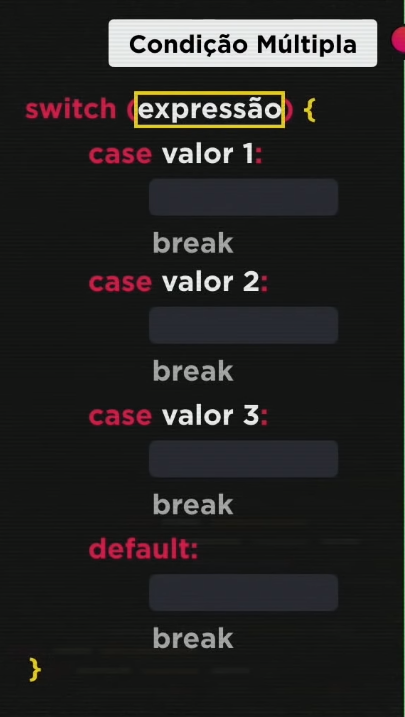 Condição Múltipla
switch (expressão) {
case valor 1:
break
case valor 2:
break
case valor 3:
break
default:
break
}